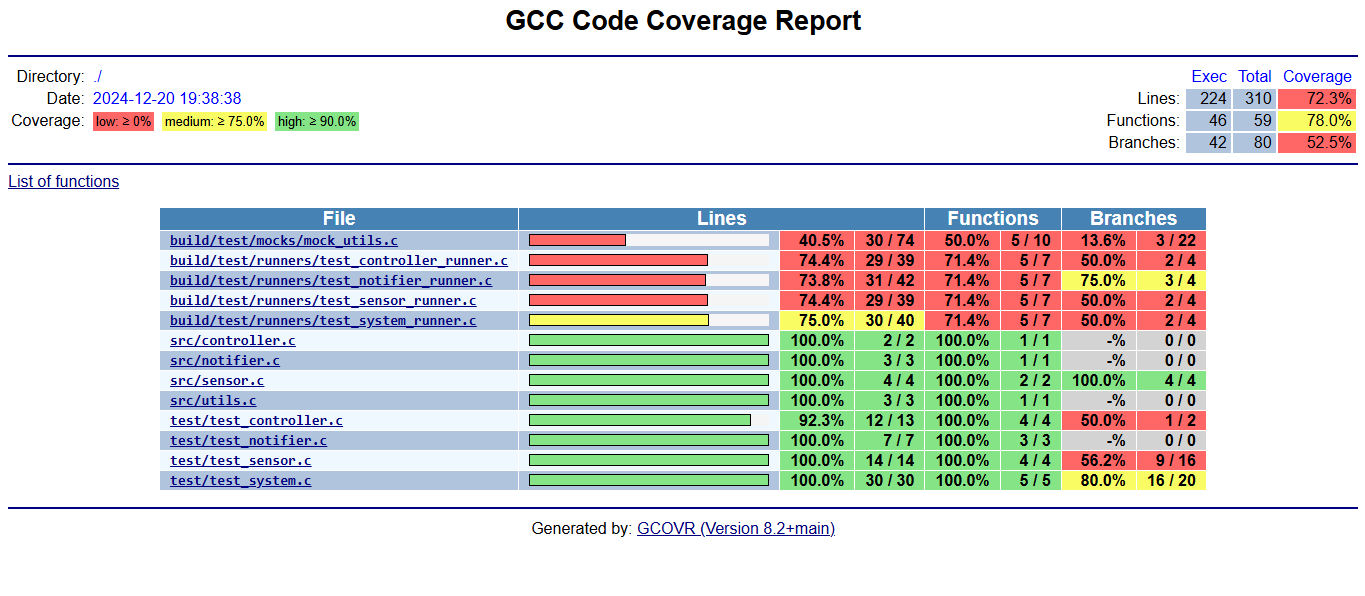 GCC Code Coverage Report
Directory: ./
Date: 2024-12-20 19:38:38
Coverage: low: ≥ 0% medium: ≥ 75.0% high: ≥ 90.0%
Exec Total Coverage
Lines: 224 310 72.3%
Functions: 46 59 78.0%
Branches: 42 80 52.5%
List of functions
File Lines Functions Branches
build/test/mocks/mock_utils.c 40.5% 30 / 74 50.0% 5 / 10 13.6% 3 / 22
build/test/runners/test_controller_runner.c 74.4% 29 / 39 71.4% 5 / 7 50.0% 2 / 4
build/test/runners/test_notifier_runner.c 73.8% 31 / 42 71.4% 5 / 7 75.0% 3 / 4
build/test/runners/test_sensor_runner.c 74.4% 29 / 39 71.4% 5 / 7 50.0% 2 / 4
build/test/runners/test_system_runner.c 75.0% 30 / 40 71.4% 5 / 7 50.0% 2 / 4
src/controller.c 100.0% 2 / 2 100.0% 1 / 1 -% 0 / 0
src/notifier.c 100.0% 3 / 3 100.0% 1 / 1 -% 0 / 0
src/sensor.c 100.0% 4 / 4 100.0% 2 / 2 100.0% 4 / 4
src/utils.c 100.0% 3 / 3 100.0% 1 / 1 -% 0 / 0
test/test_controller.c 92.3% 12 / 13 100.0% 4 / 4 50.0% 1 / 2
test/test_notifier.c 100.0% 7 / 7 100.0% 3 / 3 -% 0 / 0
test/test_sensor.c 100.0% 14 / 14 100.0% 4 / 4 56.2% 9 / 16
test/test_system.c 100.0% 30 / 30 100.0% 5 / 5 80.0% 16 / 20
Generated by: GCOVR (Version 8.2+main)